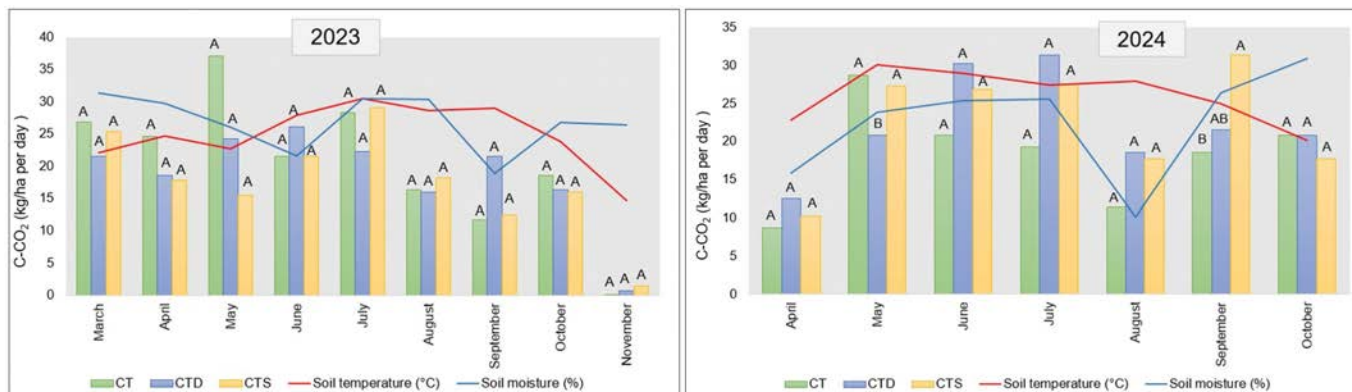 2023
C-CO₂ (kg/ha per day)
40
35
30
25
20
15
10
5
0
A A A
A A A
A A A
A A A
A A A
A A A
A A A
A A A
A A A
March
April
May
June
July
August
September
October
November
CT CTD CTS Soil temperature (°C) Soil moisture (%)
2024
C-CO₂ (kg/ha per day)
35
30
25
20
15
10
5
0
A A A
A B A
A A A
A A A
A A A
B AB A
A A A
April
May
June
July
August
September
October
CT CTD CTS Soil temperature (°C) Soil moisture (%)